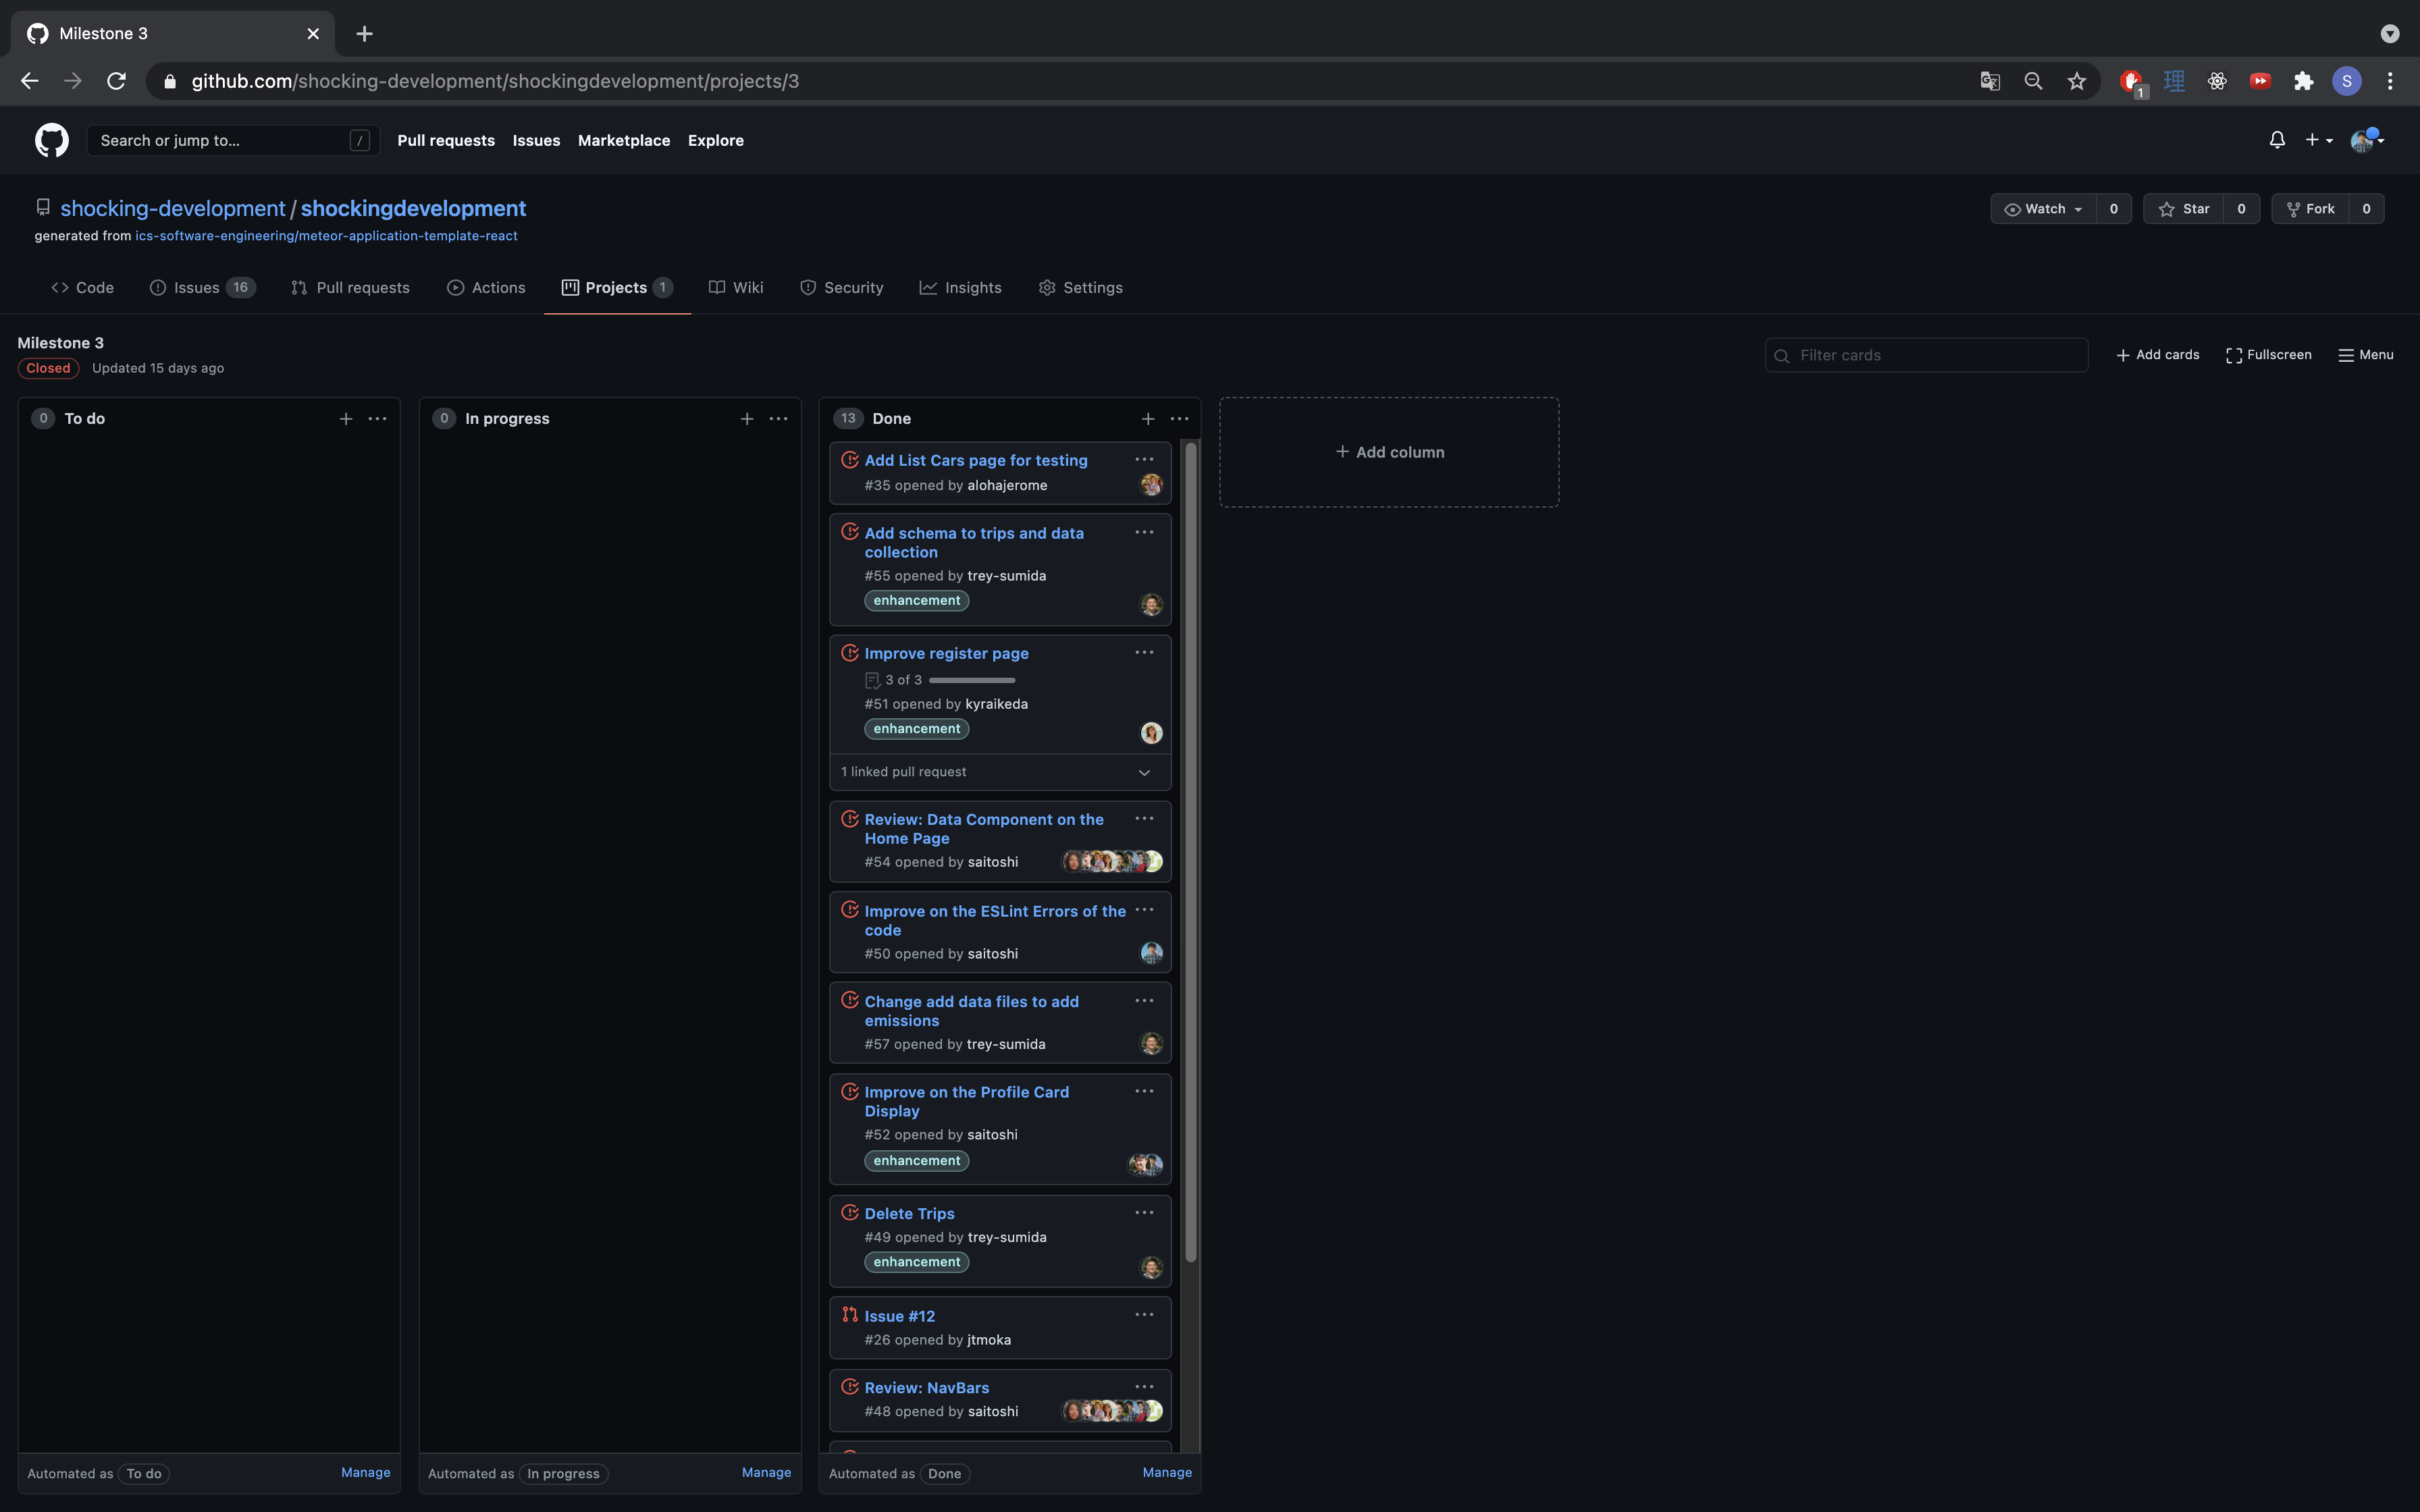 Milestone 3
github.com/shocking-development/shockingdevelopment/projects/3
1
理
S
Search or jump to... /
Pull requests Issues Marketplace Explore
shocking-development / shockingdevelopment
Watch 0 Star 0 Fork 0
generated from ics-software-engineering/meteor-application-template-react
Code Issues 16 Pull requests Actions Projects 1 Wiki Security Insights Settings
Milestone 3
Closed Updated 15 days ago
Filter cards Add cards Fullscreen Menu
0 To do
Automated as To do Manage
0 In progress
Automated as In progress Manage
13 Done
Add List Cars page for testing
#35 opened by alohajerome
Add schema to trips and data
collection
#55 opened by trey-sumida
enhancement
Improve register page
3 of 3
#51 opened by kyraikeda
enhancement
1 linked pull request
Review: Data Component on the
Home Page
#54 opened by saitoshi
Improve on the ESLint Errors of the
code
#50 opened by saitoshi
Change add data files to add
emissions
#57 opened by trey-sumida
Improve on the Profile Card
Display
#52 opened by saitoshi
enhancement
Delete Trips
#49 opened by trey-sumida
enhancement
Issue #12
#26 opened by jtmoka
Review: NavBars
#48 opened by saitoshi
Automated as Done Manage
Add column